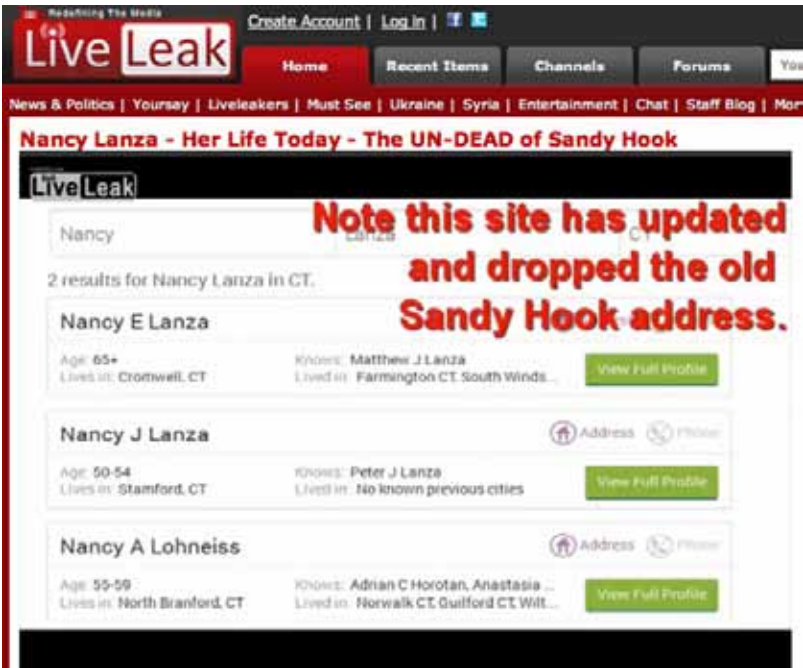 Redefining The Media
LiveLeak
Create Account | Log in |
Home Recent Items Channels Forums You
News & Politics | Yoursay | Liveleakers | Must See | Ukraine | Syria | Entertainment | Chat | Staff Blog | Mor
Nancy Lanza - Her Life Today - The UN-DEAD of Sandy Hook
LiveLeak
Note this site has updated
and dropped the old
Sandy Hook address.
Nancy Lanza CT
2 results for Nancy Lanza in CT.
Nancy E Lanza
Age: 65+ Knows: Matthew J Lanza
Lives in: Cromwell, CT Lived in: Farmington CT, South Winds...
View Full Profile
Nancy J Lanza Address Phone
Age: 50-54 Knows: Peter J Lanza
Lives in: Stamford, CT Lived in: No known previous cities
View Full Profile
Nancy A Lohneiss Address Phone
Age: 55-59 Knows: Adrian C Horotan, Anastasia ...
Lives in: North Branford, CT Lived in: Norwalk CT, Guilford CT, Wilt...
View Full Profile